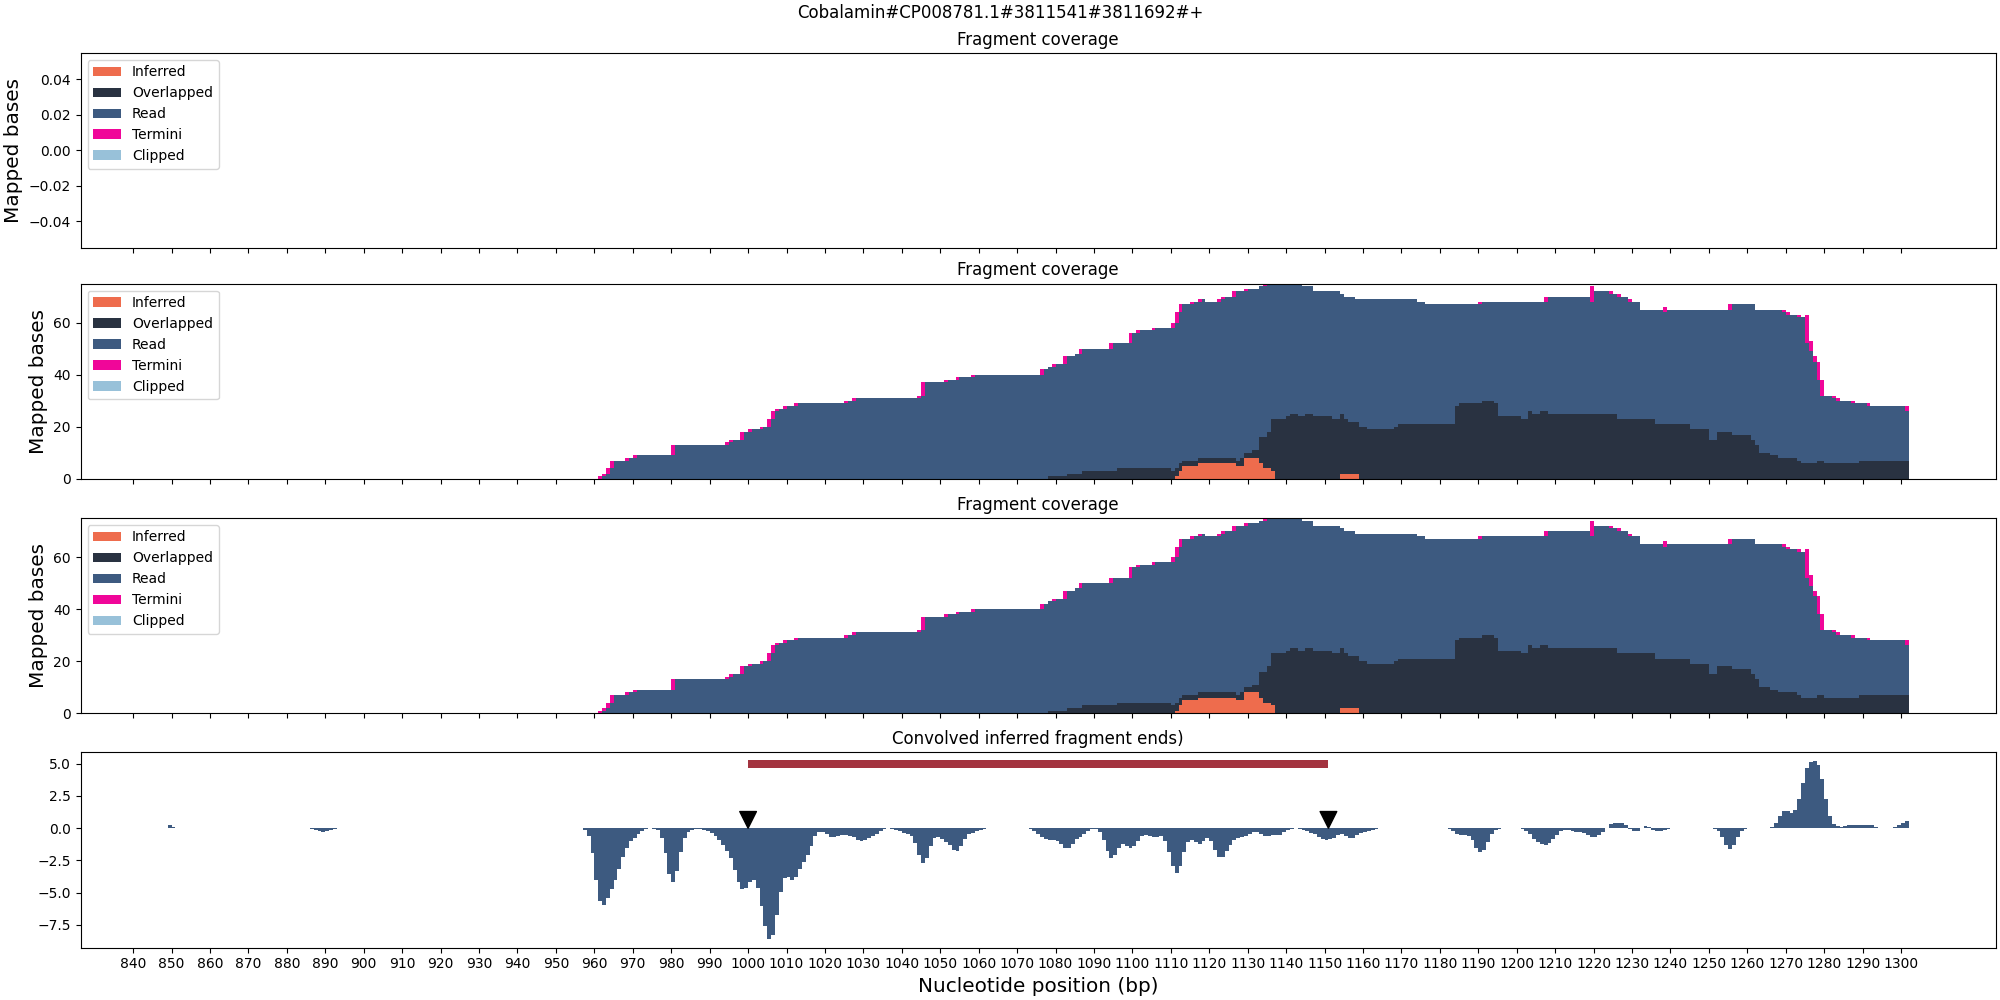 Cobalamin#CP008781.1#3811541#3811692#+
Fragment coverage
Inferred
Overlapped
Read
Termini
Clipped
Mapped bases
0.04
0.02
0.00
−0.02
−0.04
Fragment coverage
Inferred
Overlapped
Read
Termini
Clipped
Mapped bases
60
40
20
0
Fragment coverage
Inferred
Overlapped
Read
Termini
Clipped
Mapped bases
60
40
20
0
Convolved inferred fragment ends)
5.0
2.5
0.0
−2.5
−5.0
−7.5
840 850 860 870 880 890 900 910 920 930 940 950 960 970 980 990 1000 1010 1020 1030 1040 1050 1060 1070 1080 1090 1100 1110 1120 1130 1140 1150 1160 1170 1180 1190 1200 1210 1220 1230 1240 1250 1260 1270 1280 1290 1300
Nucleotide position (bp)